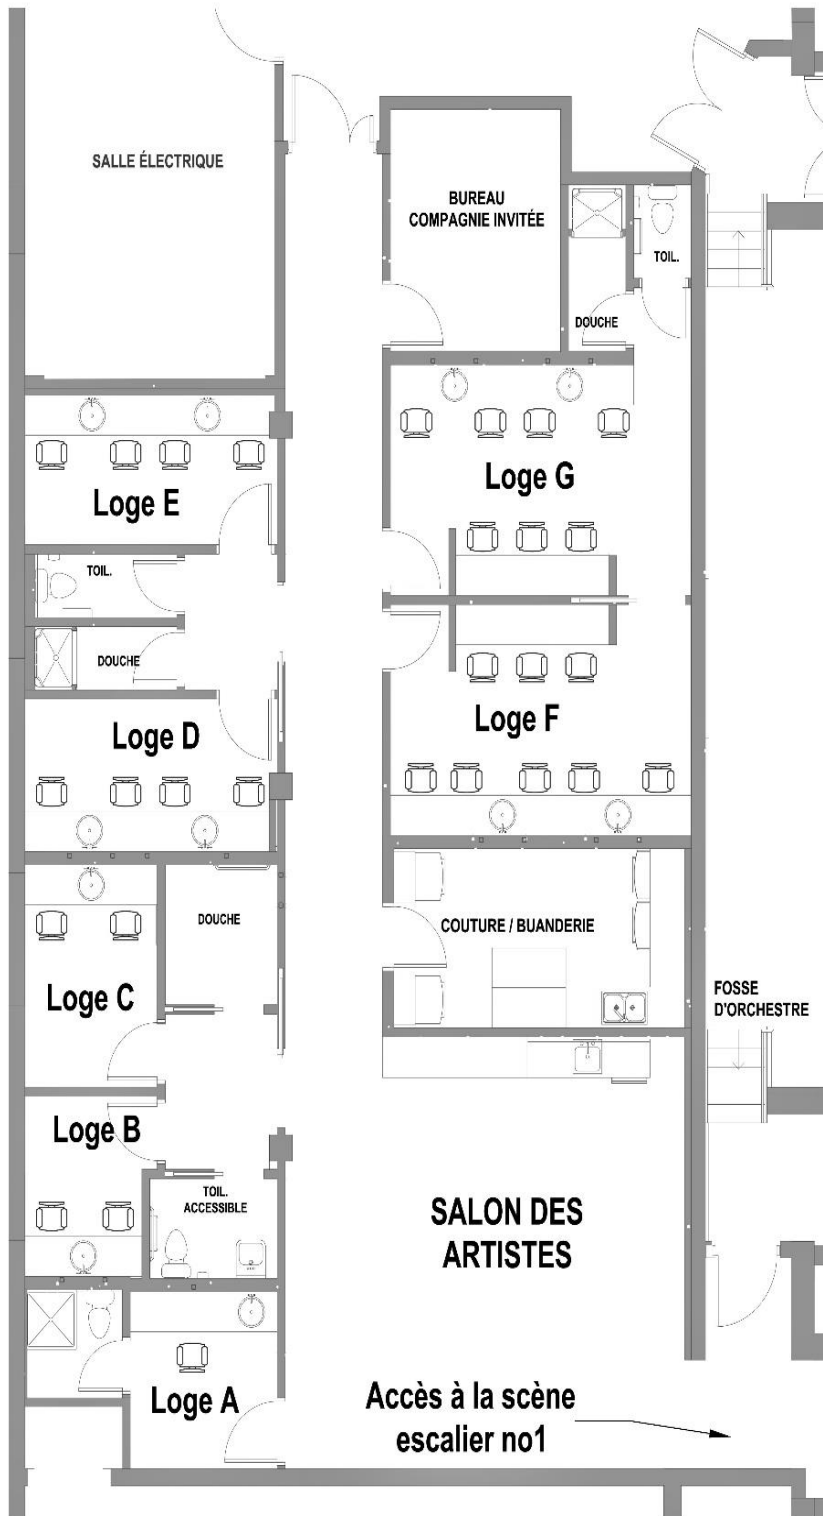 SALLE ÉLECTRIQUE
BUREAU
COMPAGNIE INVITÉE
TOIL.
DOUCHE
Loge G
Loge E
TOIL.
DOUCHE
Loge D
Loge F
DOUCHE
COUTURE / BUANDERIE
Loge C
FOSSE
D'ORCHESTRE
Loge B
TOIL.
ACCESSIBLE
SALON DES
ARTISTES
Loge A
Accès à la scène
escalier no1